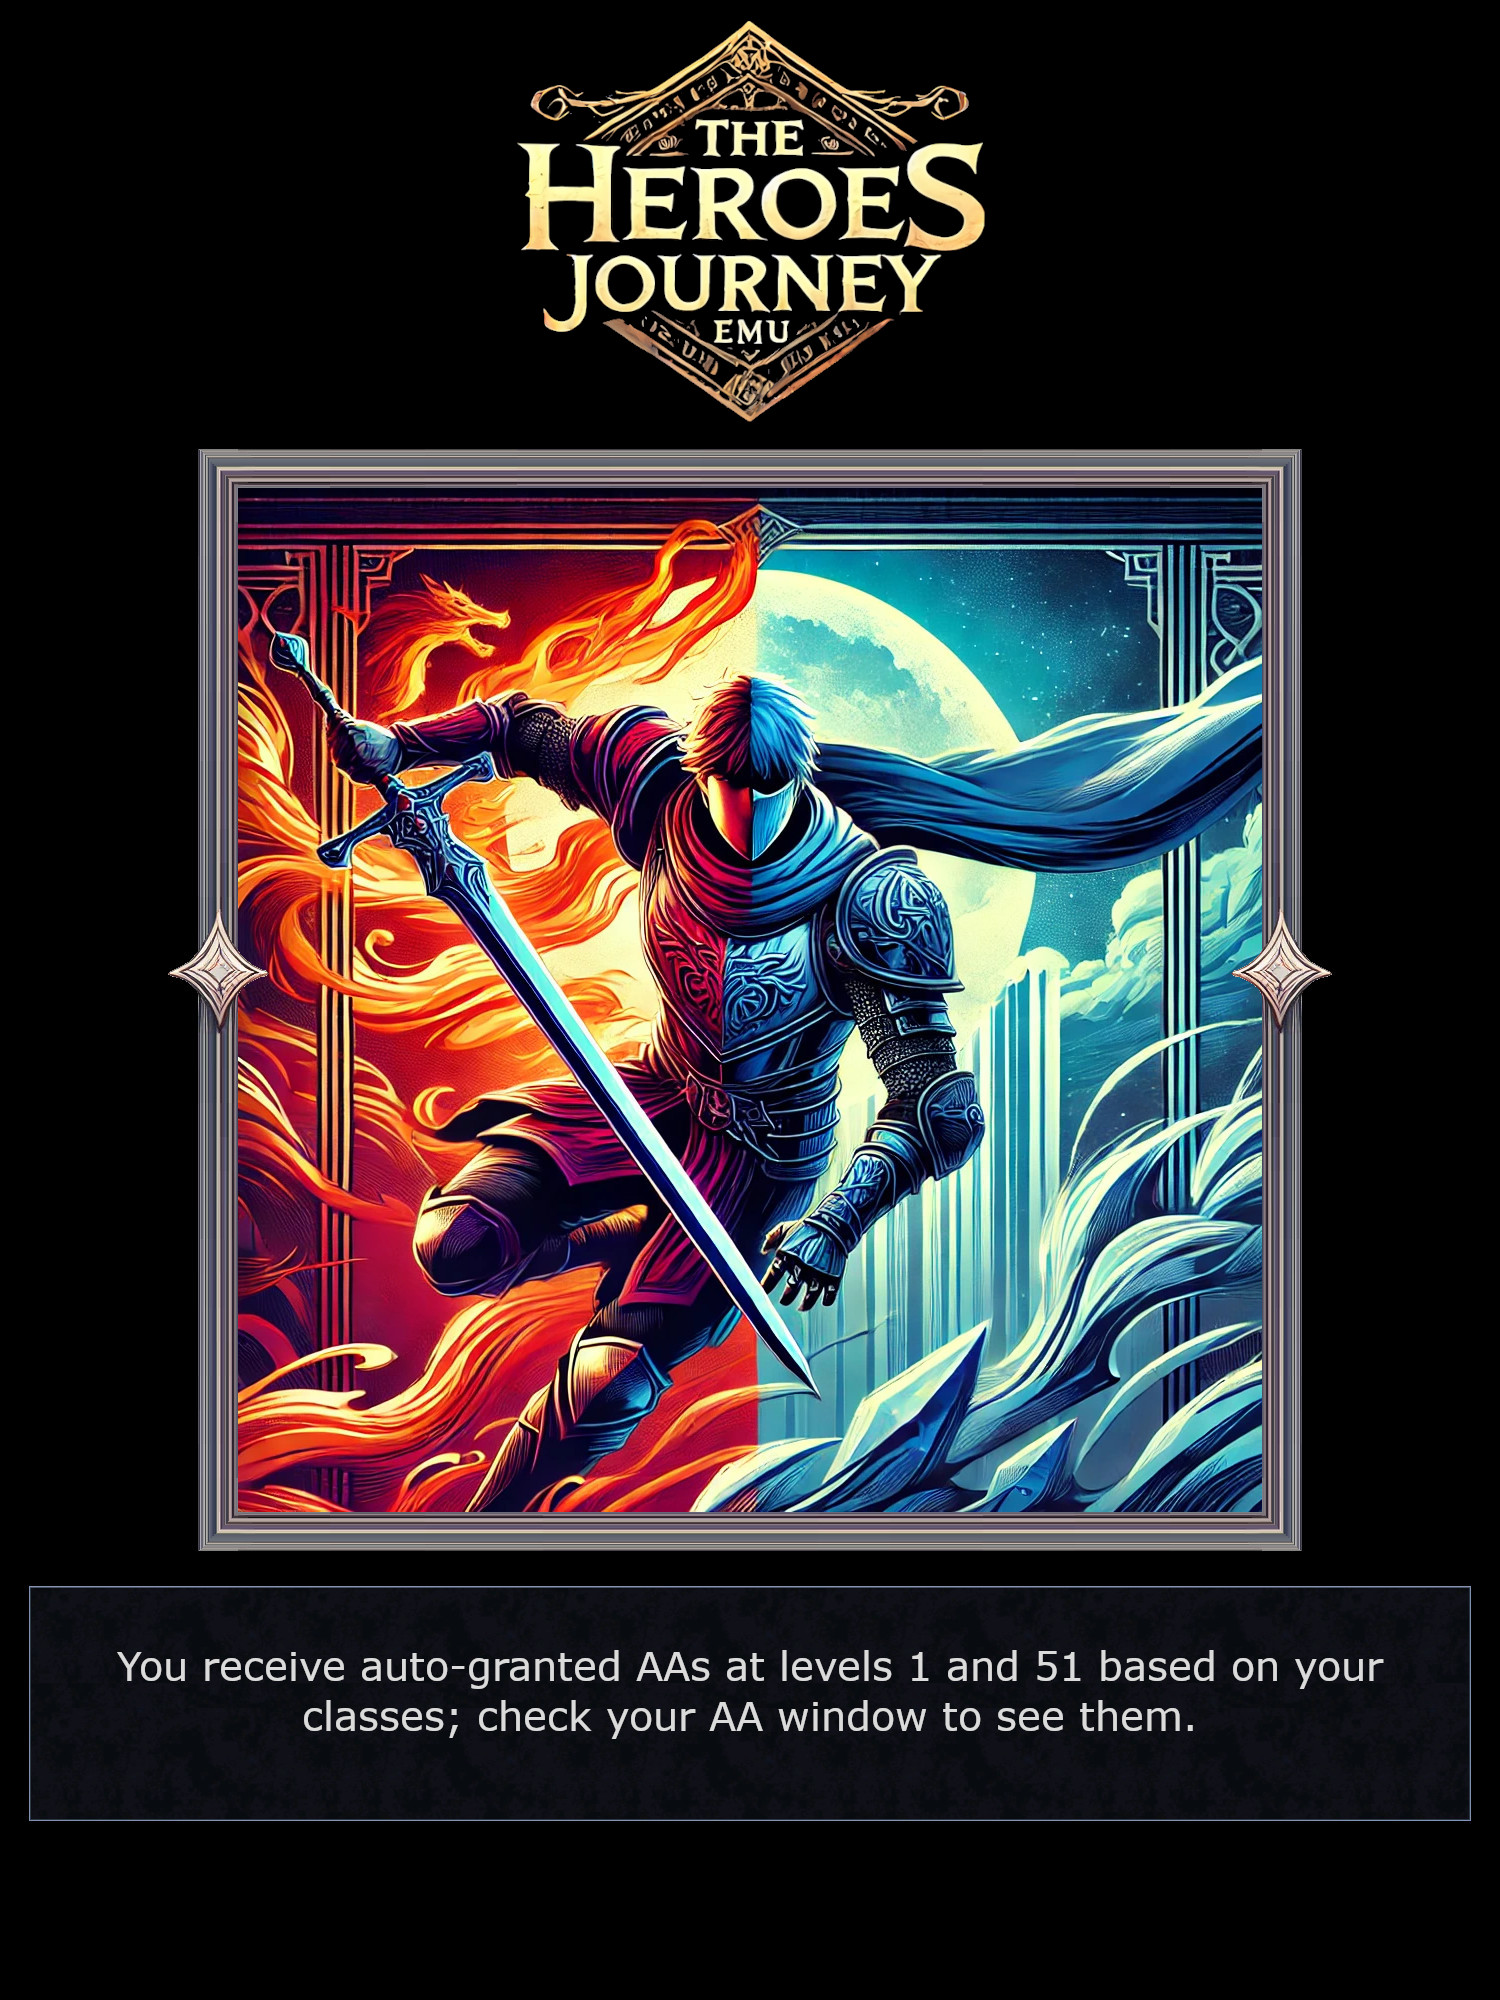 THE
HEROES
JOURNEY
EMU
You receive auto-granted AAs at levels 1 and 51 based on your
classes; check your AA window to see them.